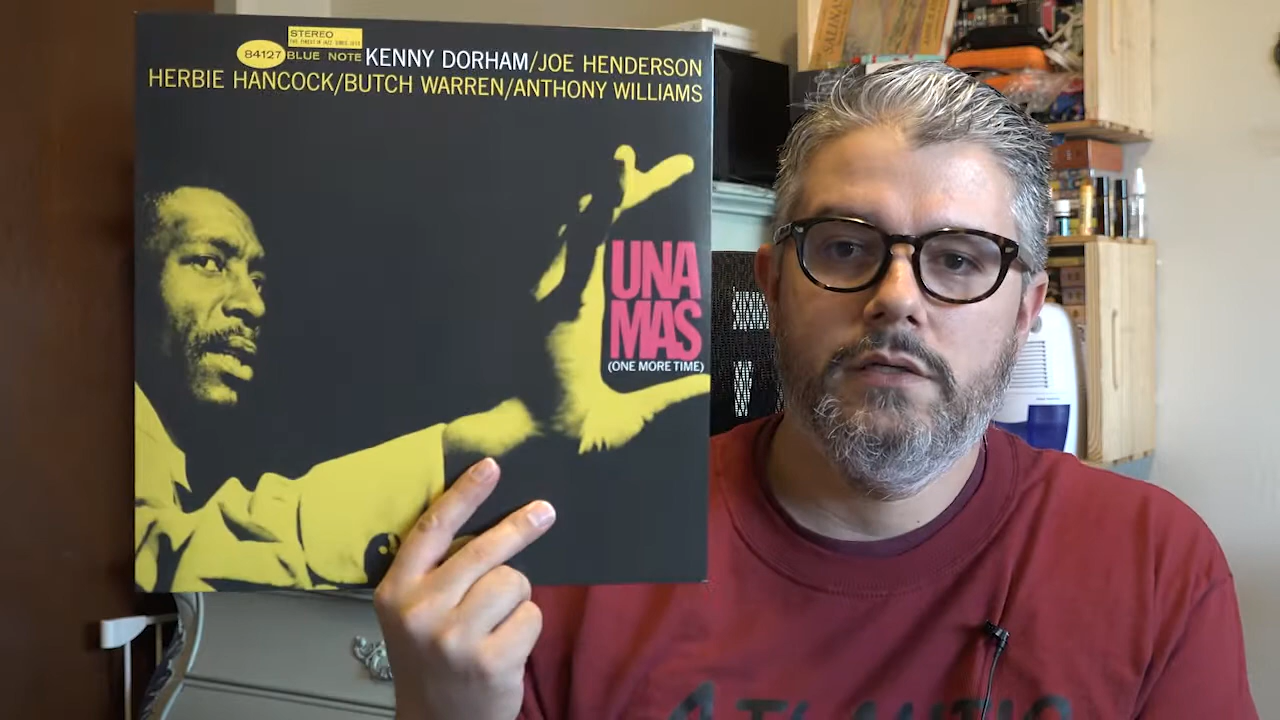 STEREO
84127
BLUE NOTE
KENNY DORHAM/JOE HENDERSON
HERBIE HANCOCK/BUTCH WARREN/ANTHONY WILLIAMS
UNA
MAS
(ONE MORE TIME)
ATLANTIC